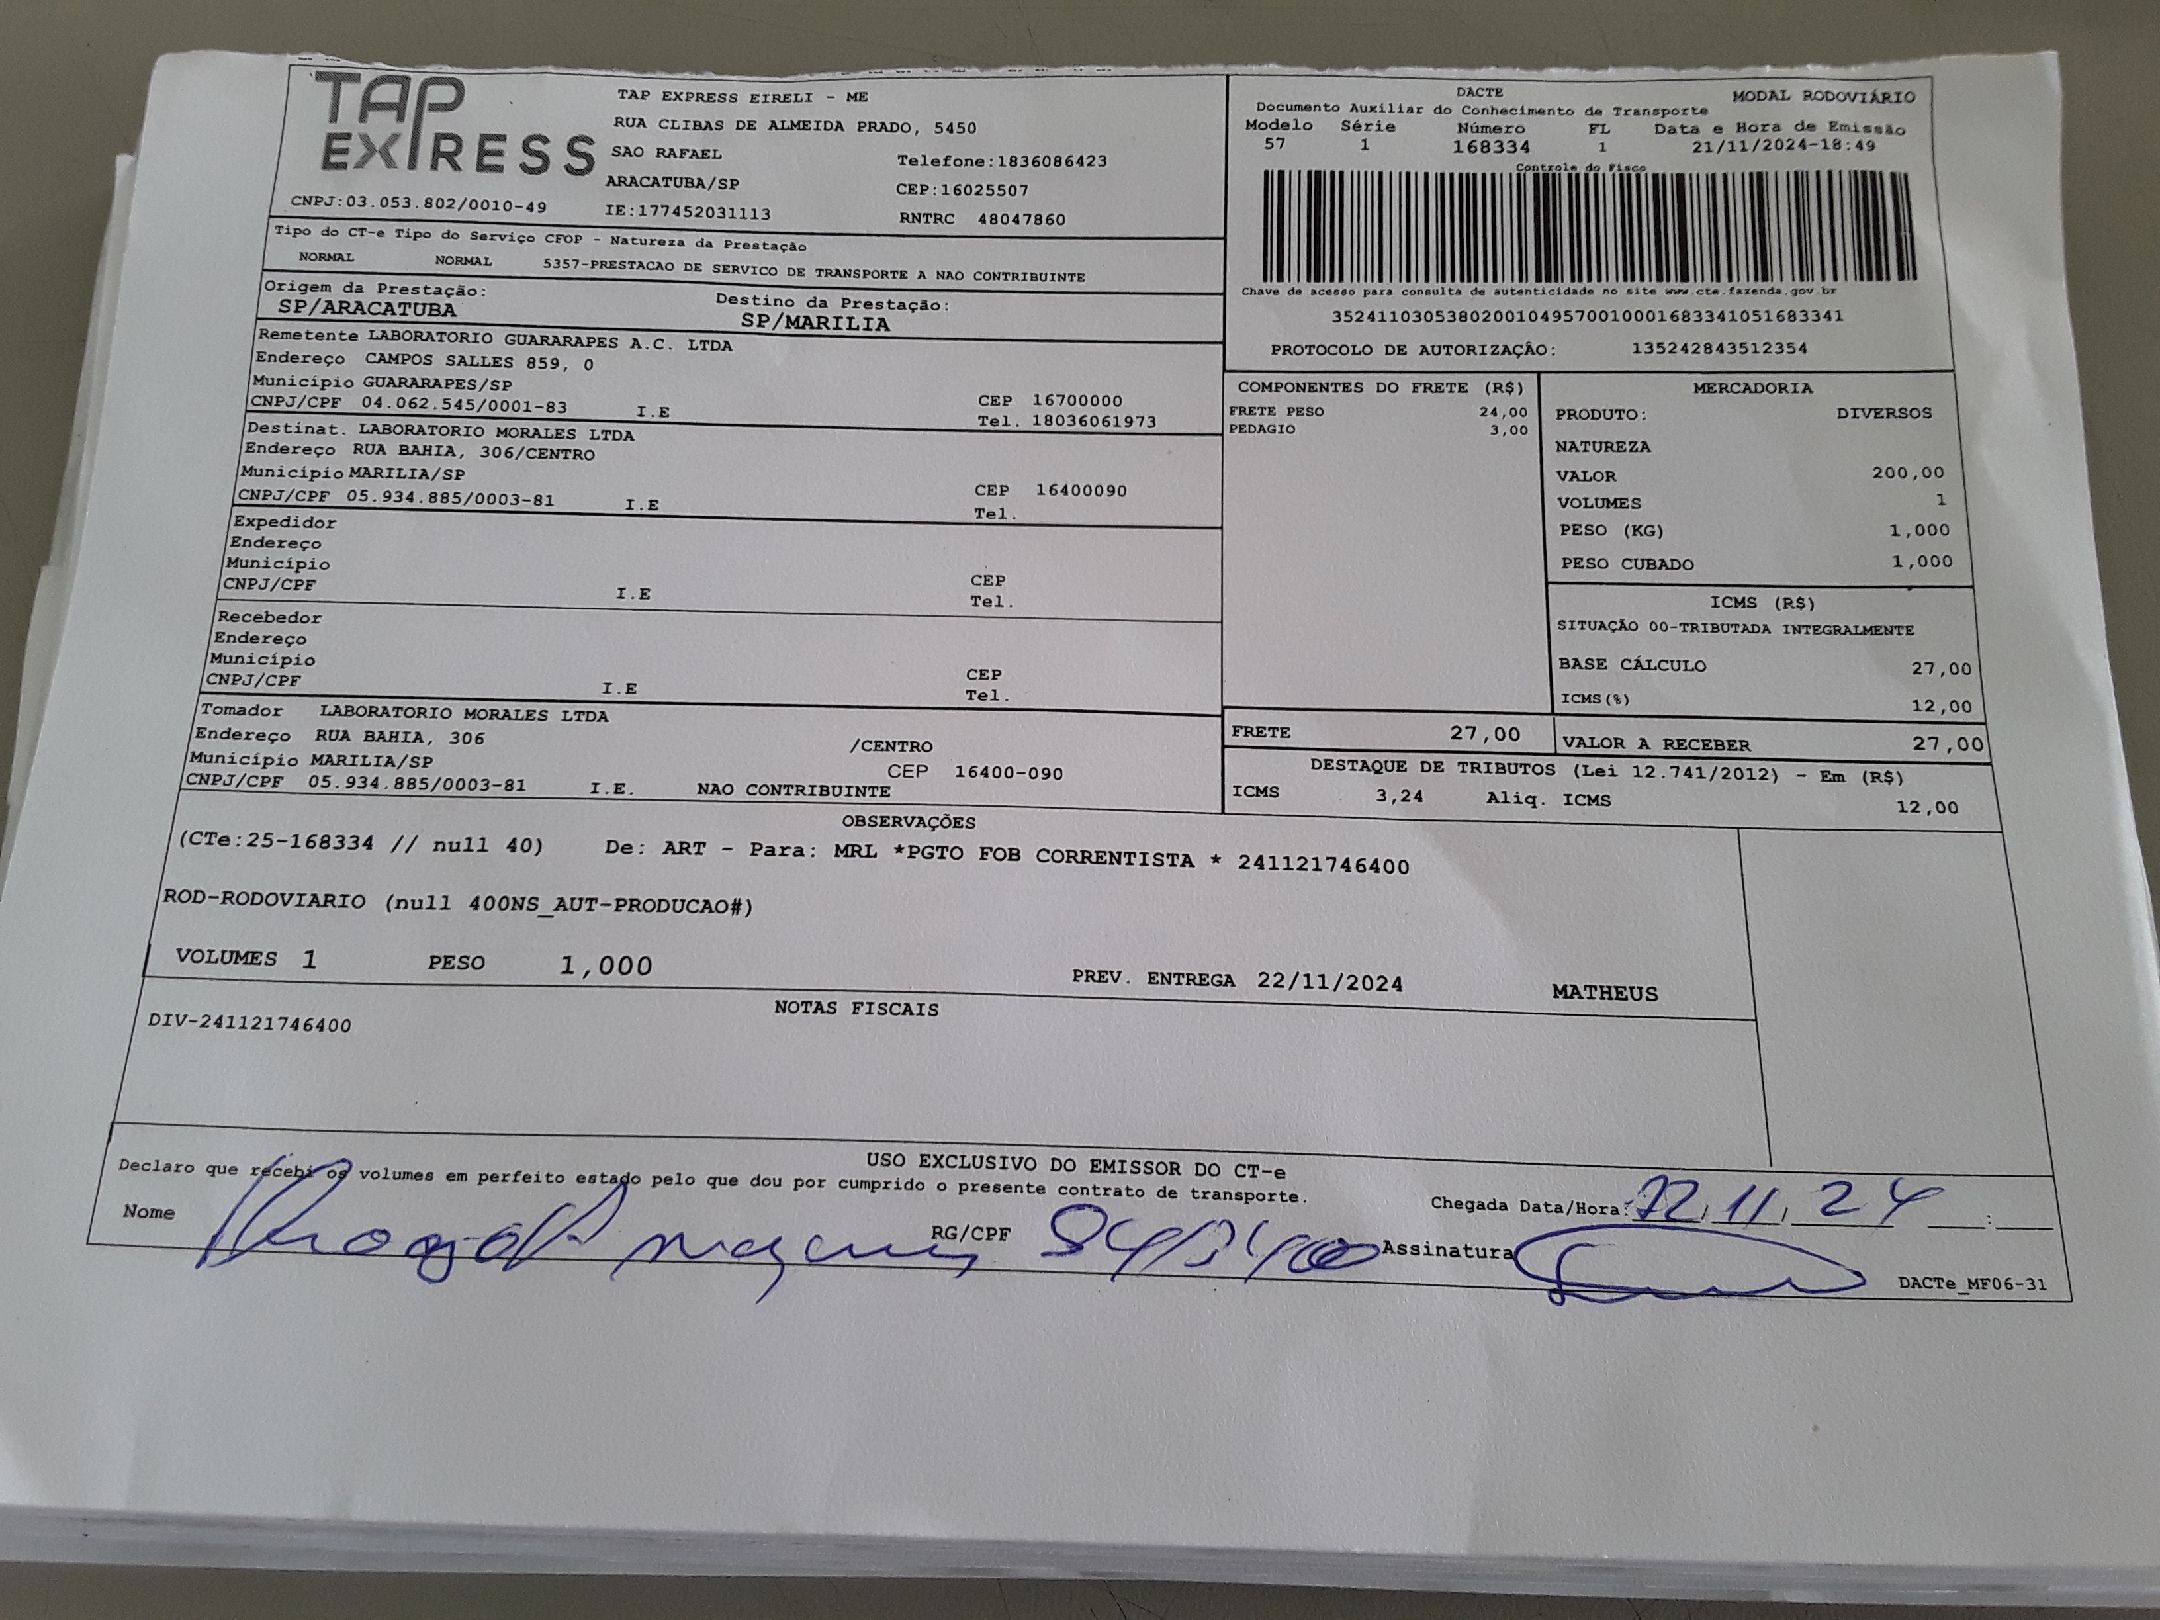 TAP
EXPRESS
TAP EXPRESS EIRELI - ME
RUA CLIBAS DE ALMEIDA PRADO, 5450
SAO RAFAEL
Telefone:1836086423
ARACATUBA/SP
CEP:16025507
CNPJ:03.053.802/0010-49
IE:177452031113
RNTRC 48047860
DACTE
MODAL RODOVIÁRIO
Documento Auxiliar do Conhecimento de Transporte
Modelo Série Número FL Data e Hora de Emissão
57 1 168334 1 21/11/2024-18:49
Controle do Fisco
Chave de acesso para consulta de autenticidade no site www.cte.fazenda.gov.br
35241103053802001049570010001683341051683341
PROTOCOLO DE AUTORIZAÇÃO: 135242843512354
Tipo do CT-e Tipo do Serviço CFOP - Natureza da Prestação
NORMAL NORMAL 5357-PRESTACAO DE SERVICO DE TRANSPORTE A NAO CONTRIBUINTE
Origem da Prestação: Destino da Prestação:
SP/ARACATUBA SP/MARILIA
Remetente LABORATORIO GUARARAPES A.C. LTDA
Endereço CAMPOS SALLES 859, 0
Município GUARARAPES/SP CEP 16700000
CNPJ/CPF 04.062.545/0001-83 I.E Tel. 18036061973
Destinat. LABORATORIO MORALES LTDA
Endereço RUA BAHIA, 306/CENTRO
Município MARILIA/SP CEP 16400090
CNPJ/CPF 05.934.885/0003-81 I.E Tel.
Expedidor
Endereço
Município CEP
CNPJ/CPF I.E Tel.
Recebedor
Endereço
Município CEP
CNPJ/CPF I.E Tel.
Tomador LABORATORIO MORALES LTDA
Endereço RUA BAHIA, 306 /CENTRO
Município MARILIA/SP CEP 16400-090
CNPJ/CPF 05.934.885/0003-81 I.E. NAO CONTRIBUINTE
COMPONENTES DO FRETE (R$)
FRETE PESO 24,00
PEDAGIO 3,00
MERCADORIA
PRODUTO: DIVERSOS
NATUREZA
VALOR 200,00
VOLUMES 1
PESO (KG) 1,000
PESO CUBADO 1,000
ICMS (R$)
SITUAÇÃO 00-TRIBUTADA INTEGRALMENTE
BASE CÁLCULO 27,00
ICMS(%) 12,00
FRETE 27,00 VALOR A RECEBER 27,00
DESTAQUE DE TRIBUTOS (Lei 12.741/2012) - Em (R$)
ICMS 3,24 Aliq. ICMS 12,00
OBSERVAÇÕES
(CTe:25-168334 // null 40) De: ART - Para: MRL *PGTO FOB CORRENTISTA * 241121746400
ROD-RODOVIARIO (null 400NS_AUT-PRODUCAO#)
VOLUMES 1 PESO 1,000 PREV. ENTREGA 22/11/2024 MATHEUS
NOTAS FISCAIS
DIV-241121746400
USO EXCLUSIVO DO EMISSOR DO CT-e
Declaro que recebi os volumes em perfeito estado pelo que dou por cumprido o presente contrato de transporte.
Chegada Data/Hora: 22, 11, 24 :
Nome RG/CPF Assinatura
DACTe_MF06-31